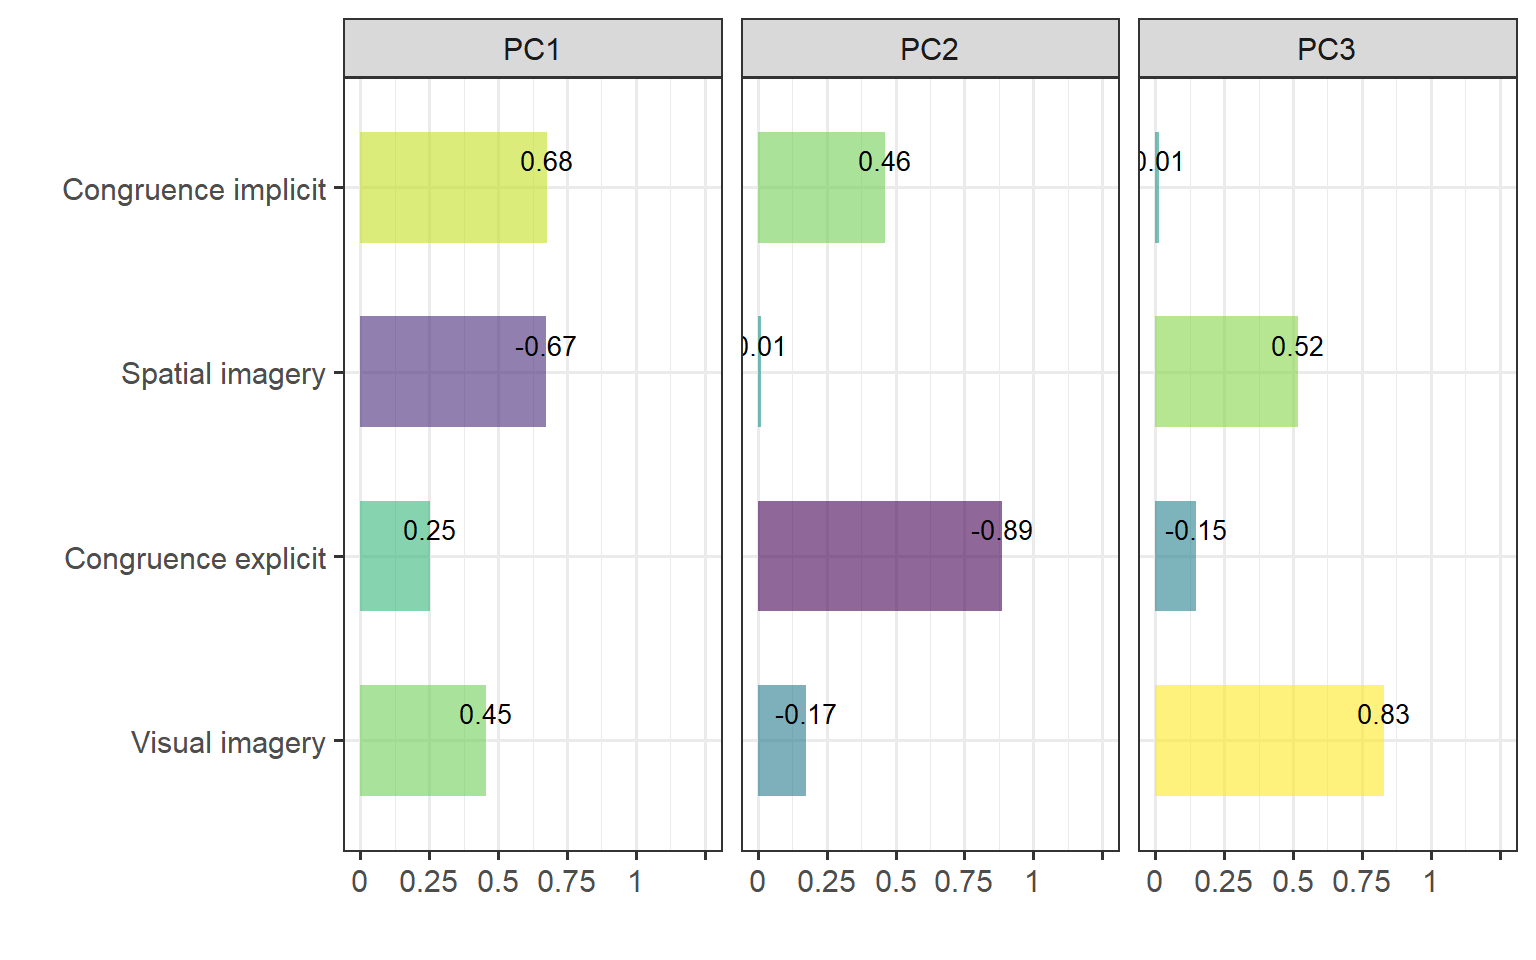 PC1 PC2 PC3
Congruence implicit 0.68 0.46 0.01
Spatial imagery -0.67 0.01 0.52
Congruence explicit 0.25 -0.89 -0.15
Visual imagery 0.45 -0.17 0.83
0 0.25 0.5 0.75 1 0 0.25 0.5 0.75 1 0 0.25 0.5 0.75 1